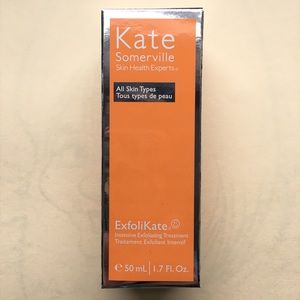 Kate
Somerville
Skin Health Experts
All Skin Types
Tous types de peau
ExfoliKate
Intensive Exfoliating Treatment
Traitement Exfoliant Intensif
℮ 50 mL | 1.7 Fl. Oz.